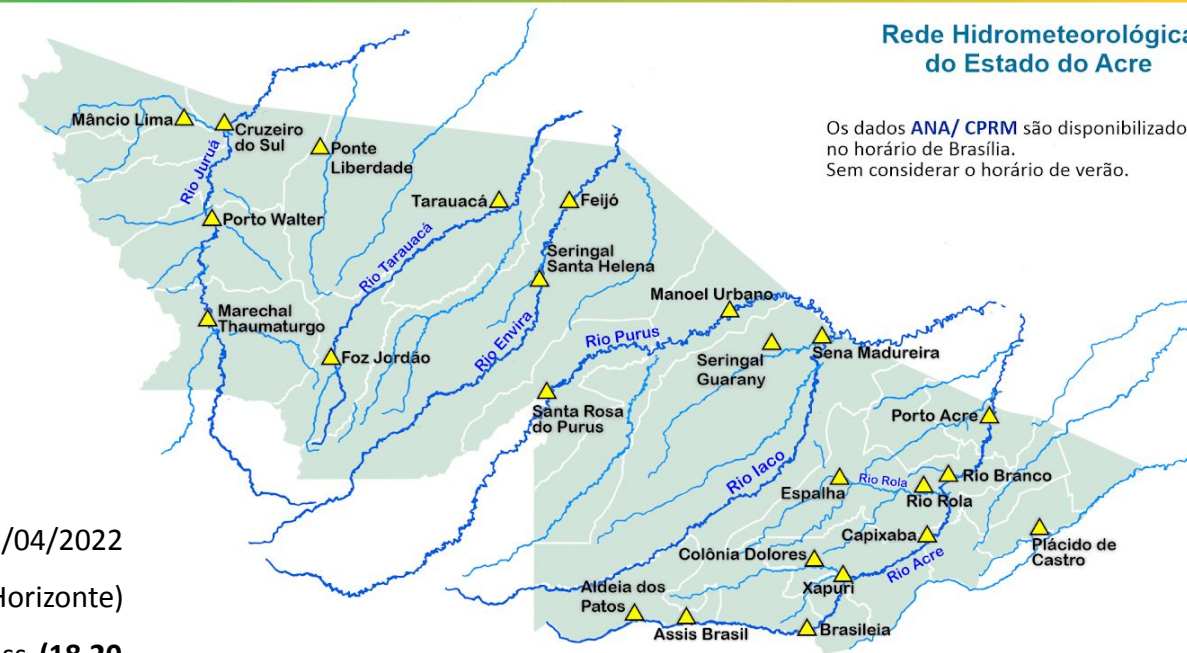 Rede Hidrometeorológica
do Estado do Acre
Os dados ANA/ CPRM são disponibilizado
no horário de Brasília.
Sem considerar o horário de verão.
Mâncio Lima
Cruzeiro
do Sul
Ponte
Liberdade
Rio Juruá
Porto Walter
Tarauacá
Feijó
Rio Tarauacá
Seringal
Santa Helena
Marechal
Thaumaturgo
Foz Jordão
Rio Envira
Manoel Urbano
Rio Purus
Seringal
Guarany
Sena Madureira
Santa Rosa
do Purus
Porto Acre
Rio Iaco
Espalha
Rio Rola
Rio Branco
Rio Rola
Capixaba
Plácido de
Castro
Colônia Dolores
Rio Acre
Xapuri
Aldeia dos
Patos
Assis Brasil
Brasileia
/04/2022
Horizonte)
(18.20